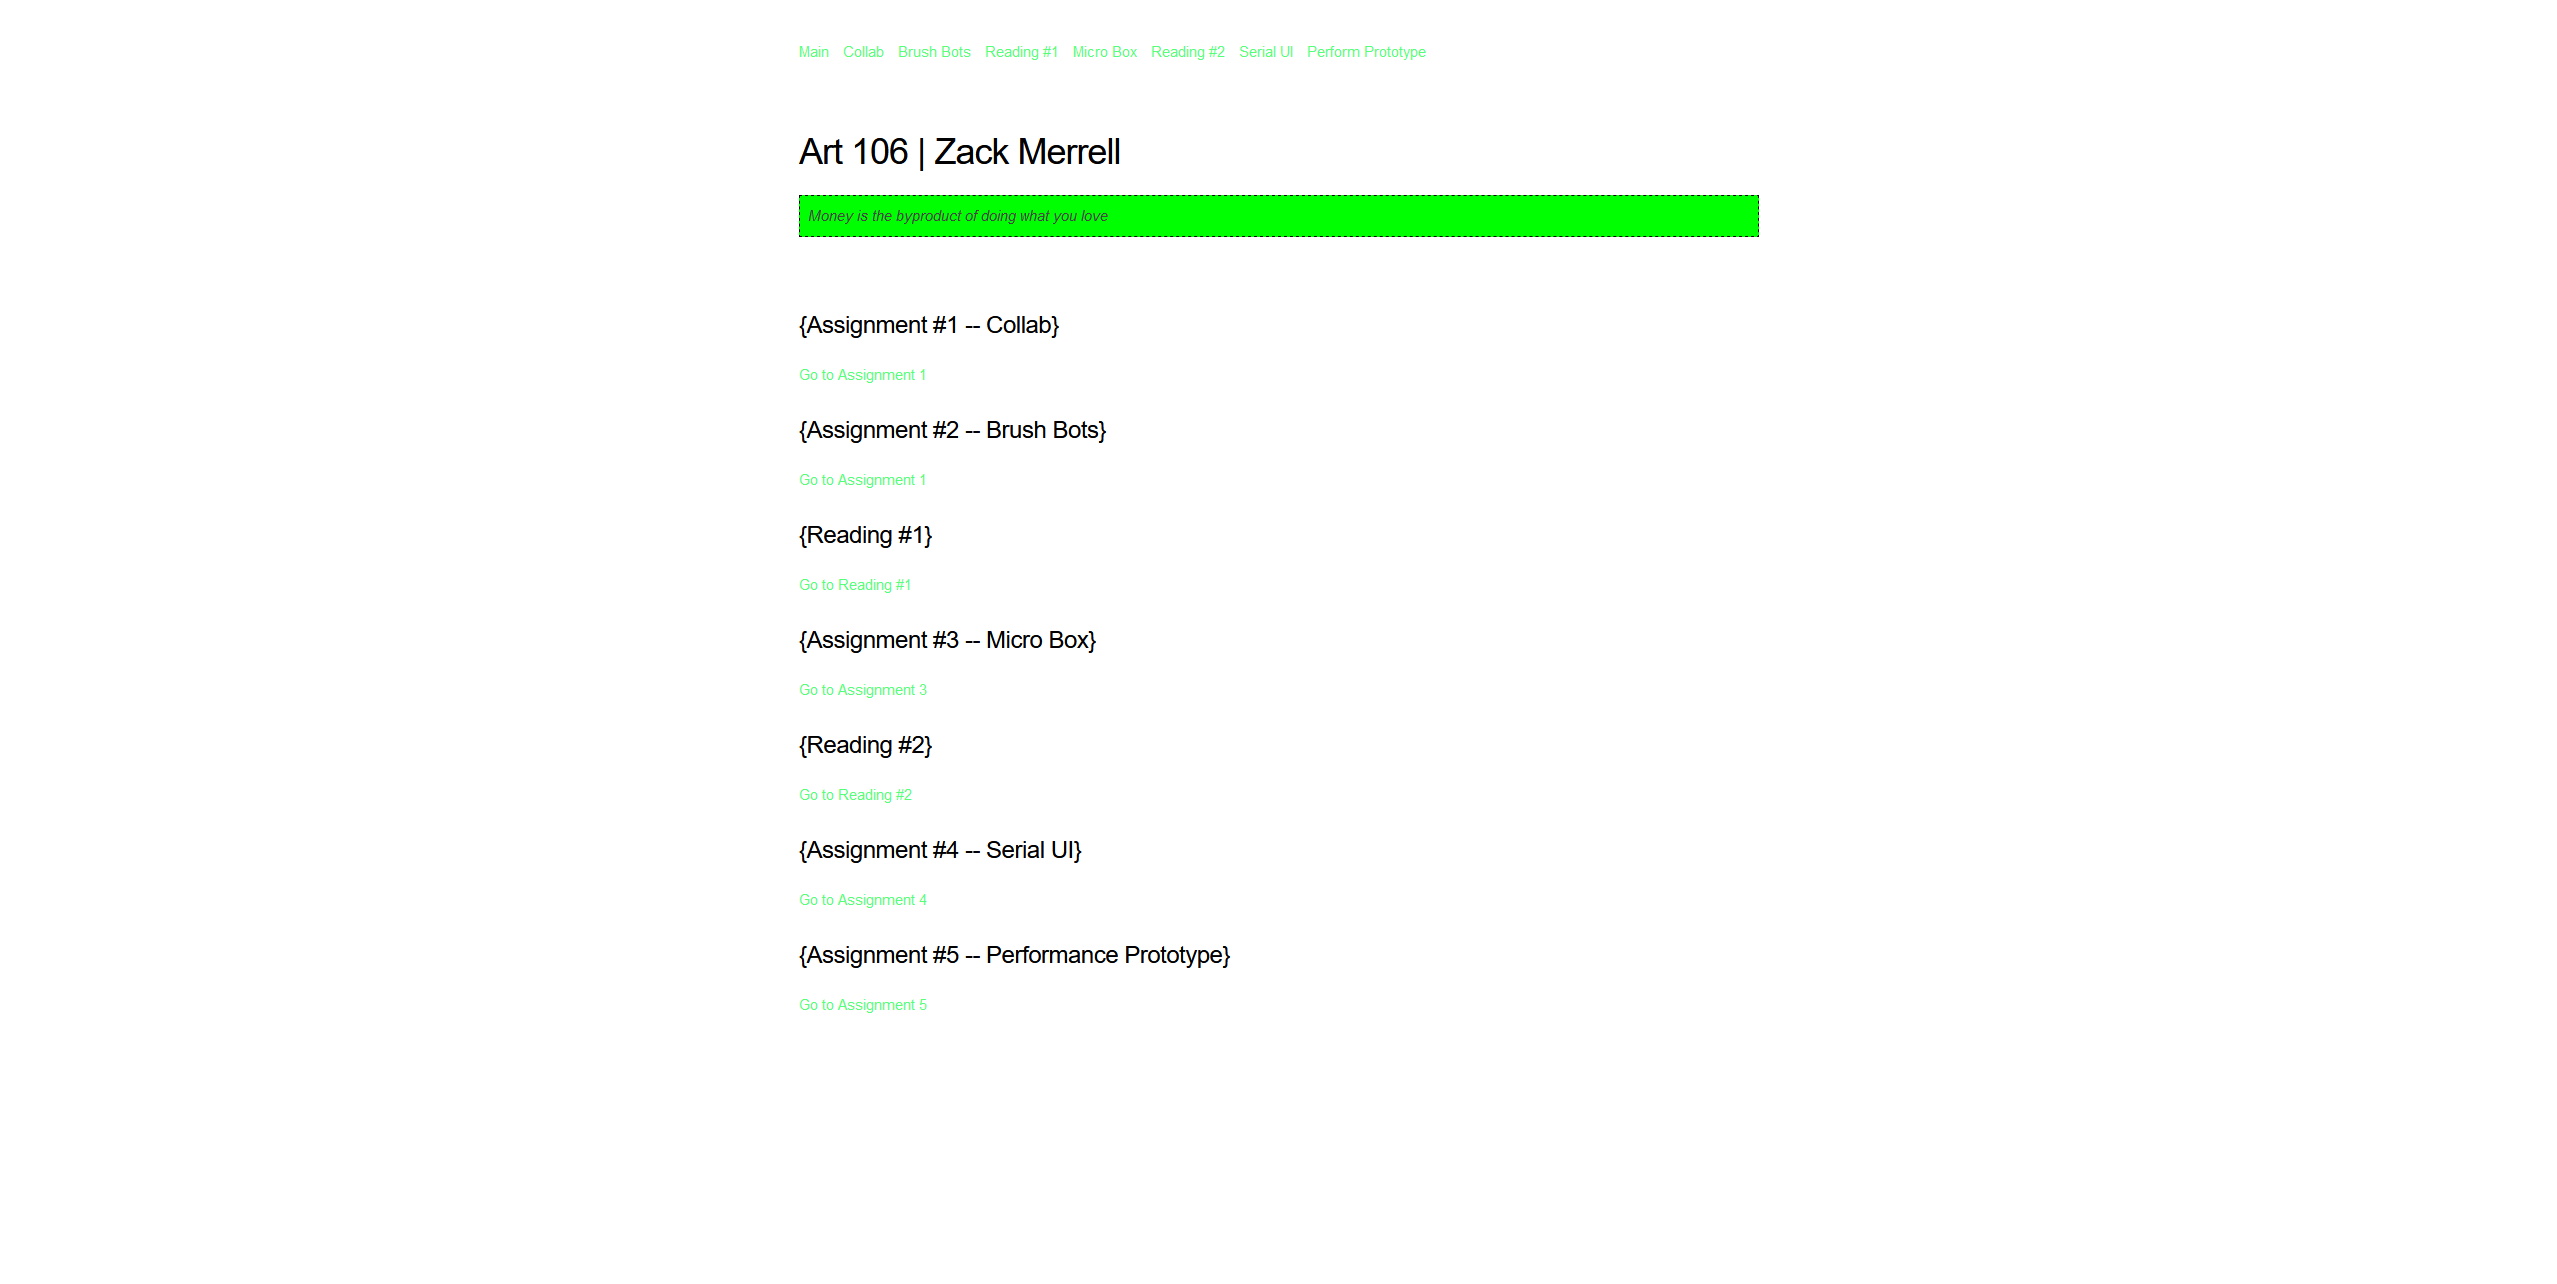 Main Collab Brush Bots Reading #1 Micro Box Reading #2 Serial UI Perform Prototype
Art 106 | Zack Merrell
Money is the byproduct of doing what you love
{Assignment #1 -- Collab}
Go to Assignment 1
{Assignment #2 -- Brush Bots}
Go to Assignment 1
{Reading #1}
Go to Reading #1
{Assignment #3 -- Micro Box}
Go to Assignment 3
{Reading #2}
Go to Reading #2
{Assignment #4 -- Serial UI}
Go to Assignment 4
{Assignment #5 -- Performance Prototype}
Go to Assignment 5